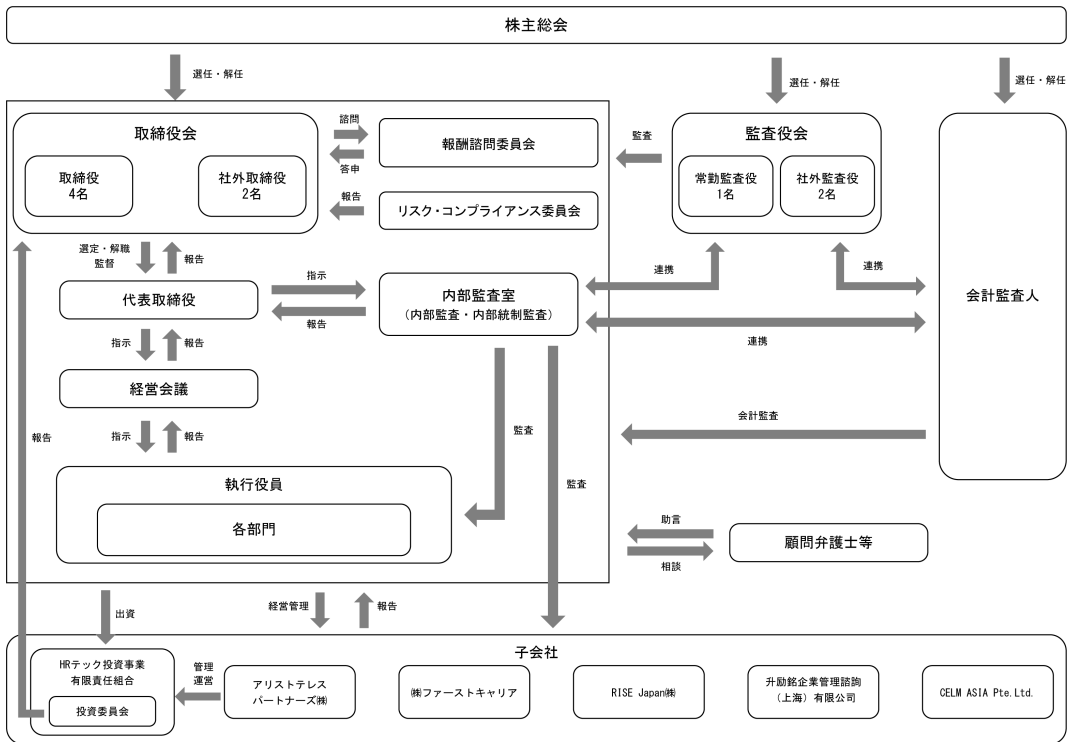 株主総会
選任・解任
選任・解任
選任・解任
取締役会
取締役
4名
社外取締役
2名
諮問
答申
報酬諮問委員会
報告
リスク・コンプライアンス委員会
監査
監査役会
常勤監査役
1名
社外監査役
2名
会計監査人
選定・解職
監督
報告
連携
連携
代表取締役
指示
報告
内部監査室
(内部監査・内部統制監査)
連携
指示
報告
経営会議
指示
報告
報告
監査
監査
会計監査
執行役員
各部門
助言
相談
顧問弁護士等
出資
経営管理
報告
子会社
HRテック投資事業
有限責任組合
投資委員会
管理
運営
アリストテレス
パートナーズ㈱
㈱ファーストキャリア
RISE Japan㈱
升励銘企業管理諮詢
(上海)有限公司
CELM ASIA Pte.Ltd.